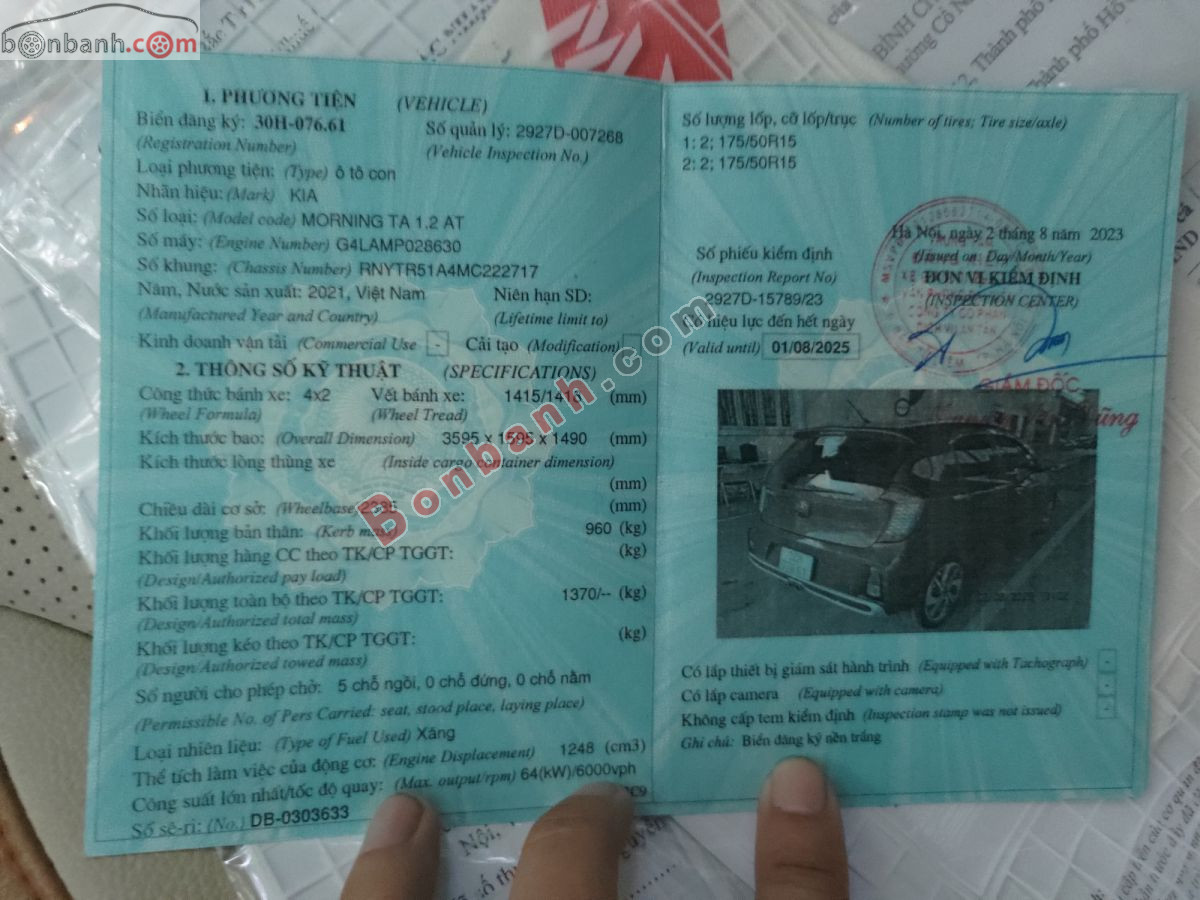 bonbanh.com
1. PHƯƠNG TIỆN (VEHICLE)
Biển đăng ký: 30H-076.61 Số quản lý: 2927D-007268
(Registration Number) (Vehicle Inspection No.)
Loại phương tiện: (Type) ô tô con
Nhãn hiệu: (Mark) KIA
Số loại: (Model code) MORNING TA 1.2 AT
Số máy: (Engine Number) G4LAMP028630
Số khung: (Chassis Number) RNYTR51A4MC222717
Năm, Nước sản xuất: 2021, Việt Nam Niên hạn SD:
(Manufactured Year and Country) (Lifetime limit to)
Kinh doanh vận tải (Commercial Use - Cải tạo (Modification)
2. THÔNG SỐ KỸ THUẬT (SPECIFICATIONS)
Công thức bánh xe: 4x2 Vết bánh xe: 1415/1418 (mm)
(Wheel Formula) (Wheel Tread)
Kích thước bao: (Overall Dimension) 3595 x 1595 x 1490 (mm)
Kích thước lòng thùng xe (Inside cargo container dimension)
(mm)
Chiều dài cơ sở: (Wheelbase) (mm)
Khối lượng bản thân: (Kerb mass) 960 (kg)
Khối lượng hàng CC theo TK/CP TGGT: (kg)
(Design/Authorized pay load)
Khối lượng toàn bộ theo TK/CP TGGT: 1370/-- (kg)
(Design/Authorized total mass)
Khối lượng kéo theo TK/CP TGGT: (kg)
(Design/Authorized towed mass)
Số người cho phép chở: 5 chỗ ngồi, 0 chỗ đứng, 0 chỗ nằm
(Permissible No. of Pers Carried: seat, stood place, laying place)
Loại nhiên liệu: (Type of Fuel Used) Xăng
Thể tích làm việc của động cơ: (Engine Displacement) 1248 (cm3)
Công suất lớn nhất/tốc độ quay: (Max. output/rpm) 64(kW)/6000vph
Số sê-ri: (No.) DB-0303633
Số lượng lốp, cỡ lốp/trục (Number of tires; Tire size/axle)
1: 2; 175/50R15
2: 2; 175/50R15
Hà Nội, ngày 2 tháng 8 năm 2023
Số phiếu kiểm định (Issued on: Day/Month/Year)
(Inspection Report No) ĐƠN VỊ KIỂM ĐỊNH
2927D-15789/23 (INSPECTION CENTER)
Có hiệu lực đến hết ngày
(Valid until) 01/08/2025
GIÁM ĐỐC
Bonbanh.com
Có lắp thiết bị giám sát hành trình (Equipped with Tachograph) -
Có lắp camera (Equipped with camera) -
Không cấp tem kiểm định (Inspection stamp was not issued) -
Ghi chú: Biển đăng ký nền trắng